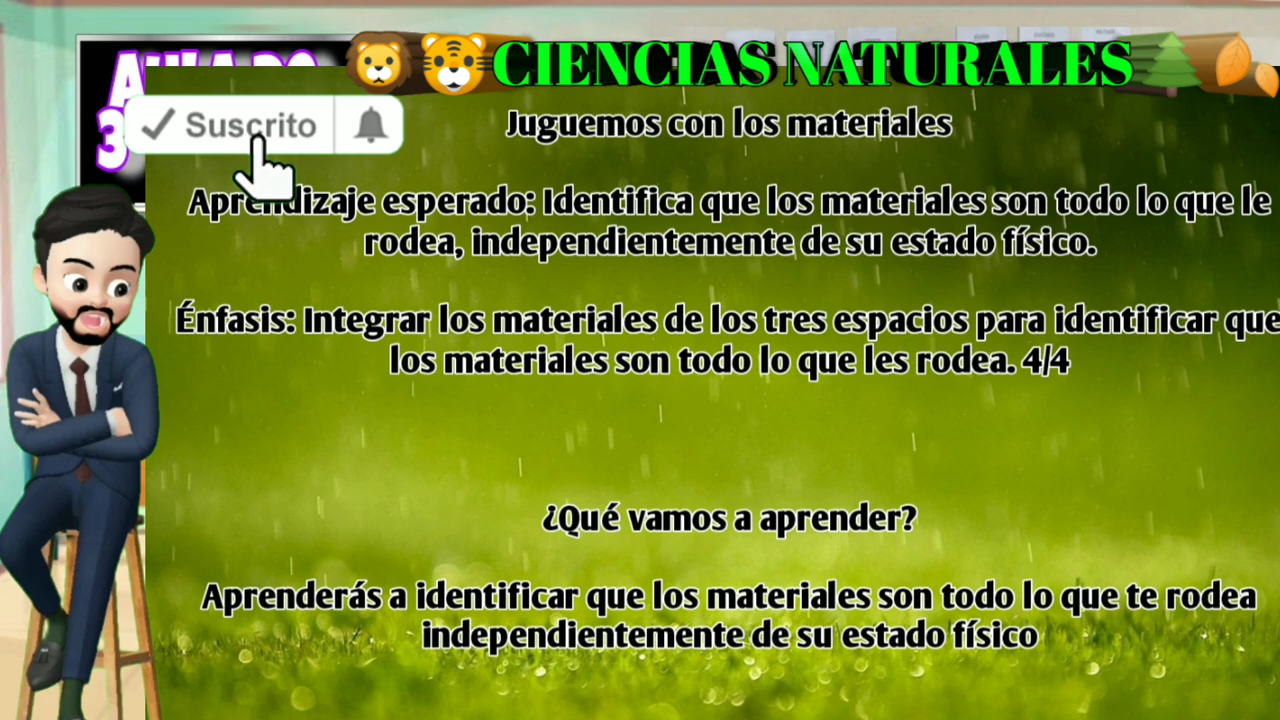 CIENCIAS NATURALES
Suscrito
Juguemos con los materiales
Aprendizaje esperado: Identifica que los materiales son todo lo que le
rodea, independientemente de su estado físico.
Énfasis: Integrar los materiales de los tres espacios para identificar que
los materiales son todo lo que les rodea. 4/4
¿Qué vamos a aprender?
Aprenderás a identificar que los materiales son todo lo que te rodea
independientemente de su estado físico